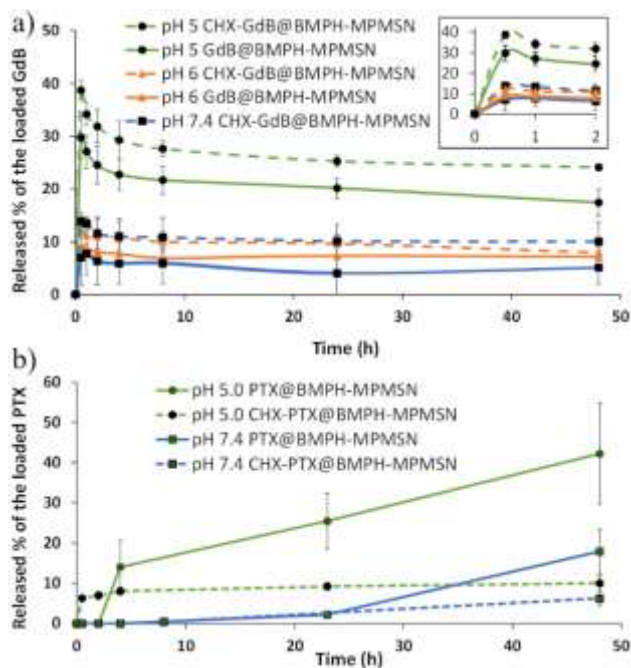 a)
Released % of the loaded GdB
50
40
30
20
10
0
pH 5 CHX-GdB@BMPH-MPMSN
pH 5 GdB@BMPH-MPMSN
pH 6 CHX-GdB@BMPH-MPMSN
pH 6 GdB@BMPH-MPMSN
pH 7.4 CHX-GdB@BMPH-MPMSN
40
30
20
10
0
0 1 2
0 10 20 30 40 50
Time (h)
b)
Released % of the loaded PTX
60
50
40
30
20
10
0
pH 5.0 PTX@BMPH-MPMSN
pH 5.0 CHX-PTX@BMPH-MPMSN
pH 7.4 PTX@BMPH-MPMSN
pH 7.4 CHX-PTX@BMPH-MPMSN
0 10 20 30 40 50
Time (h)